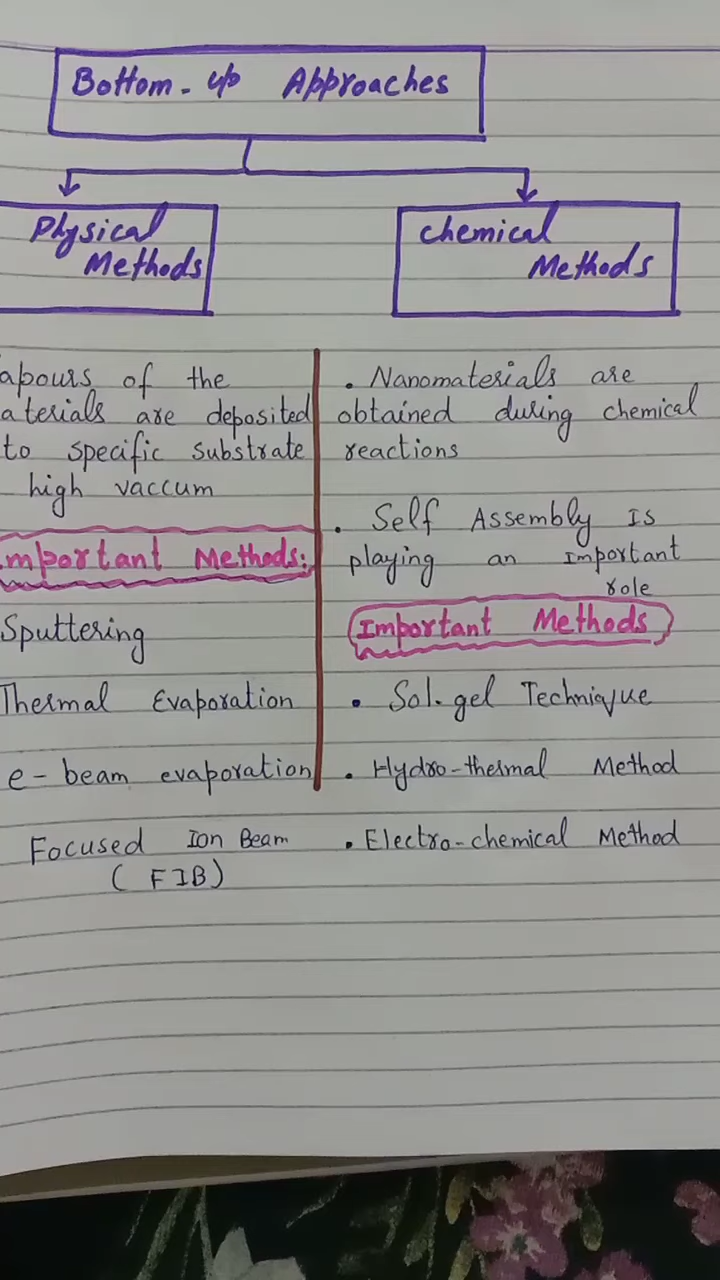 Bottom-up Approaches
Physical
Methods
Chemical
Methods
apours of the
aterials are deposited
to specific substrate
high vaccum
mportant Methods:
Sputtering
Thermal Evaporation
e-beam evaporation
Focused Ion Beam
(FIB)
. Nanomaterials are
obtained during chemical
reactions
. Self Assembly is
playing an important
role
Important Methods
• Sol-gel Technique
. Hydro-thermal Method
. Electro-chemical Method